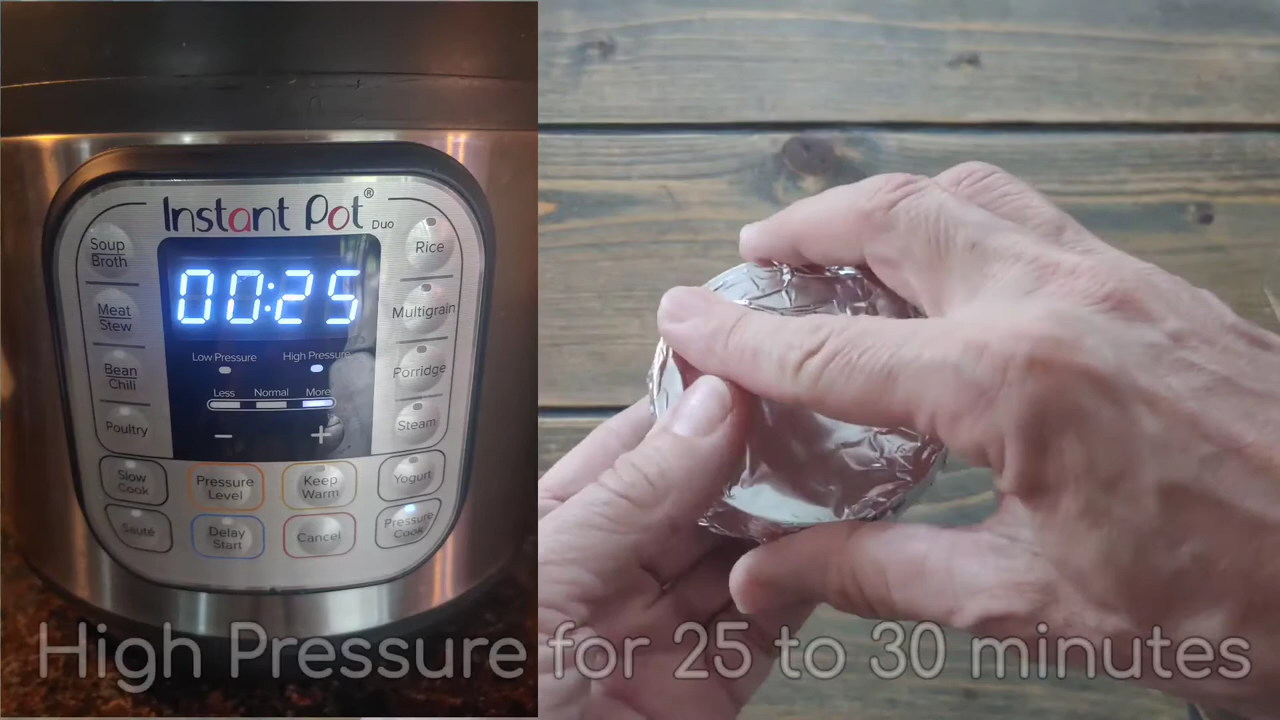 Instant Pot® Duo
00:25
Low Pressure High Pressure
Less Normal More
− +
Soup
Broth
Meat
Stew
Bean
Chili
Poultry
Slow
Cook
Sauté
Rice
Multigrain
Porridge
Steam
Yogurt
Pressure
Cook
Pressure
Level
Keep
Warm
Delay
Start
Cancel
High Pressure for 25 to 30 minutes